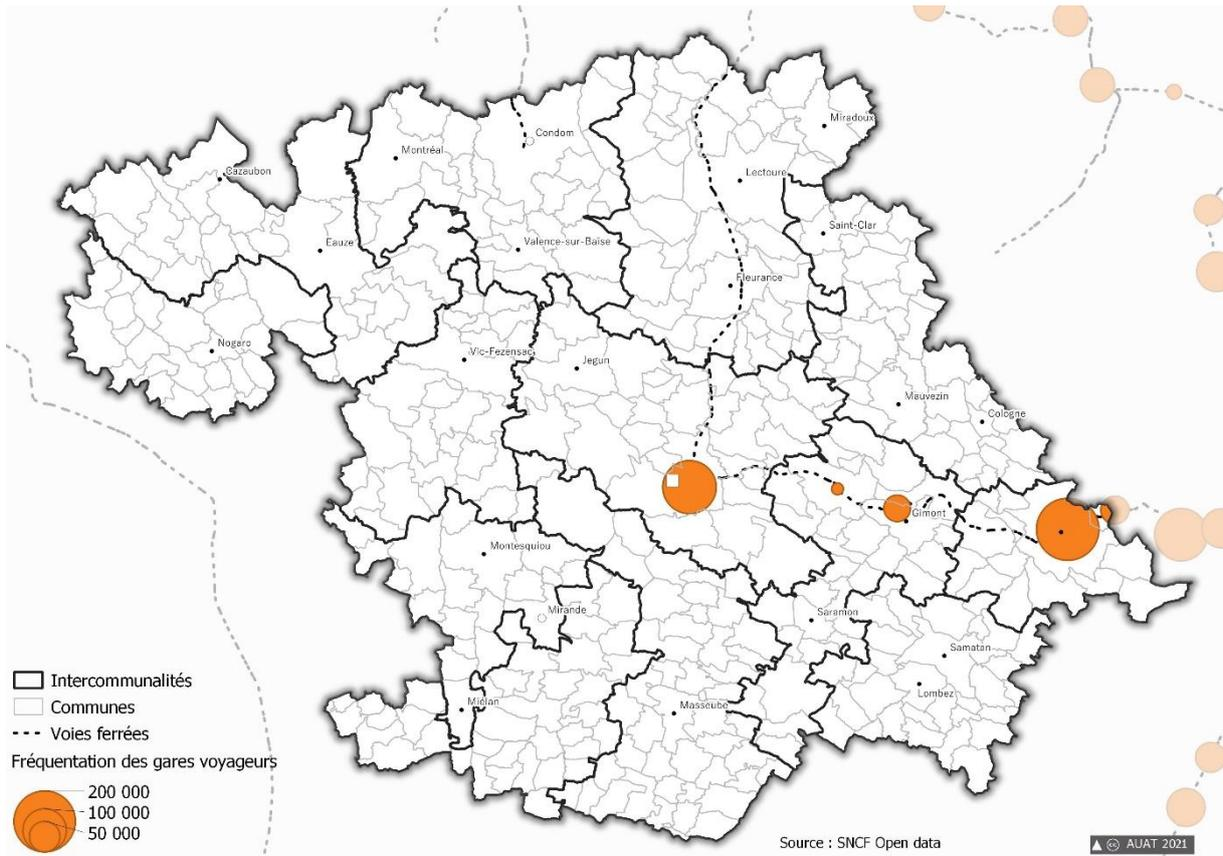 Miradoux
Condom
Montréal
Lectoure
Cazaubon
Saint-Clar
Eauze
Valence-sur-Baïse
Fleurance
Nogaro
Vic-Fezensac
Jegun
Mauvezin
Cologne
Gimont
Montesquiou
Mirande
Saramon
Samatan
Lombez
Miélan
Masseube
Intercommunalités
Communes
Voies ferrées
Fréquentation des gares voyageurs
200 000
100 000
50 000
Source : SNCF Open data
cc AUAT 2021